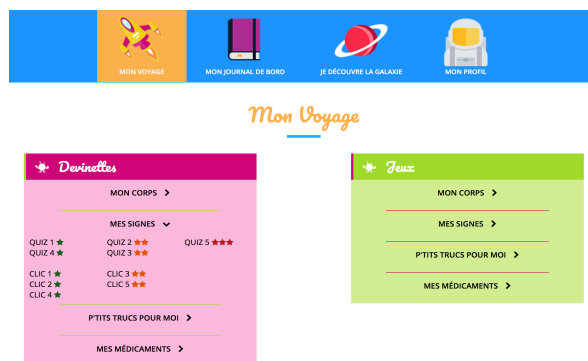 MON VOYAGE
MON JOURNAL DE BORD
JE DÉCOUVRE LA GALAXIE
MON PROFIL
Mon Voyage
Devinettes
MON CORPS >
MES SIGNES
QUIZ 1 ★ QUIZ 2 ★★ QUIZ 5 ★★★
QUIZ 4 ★ QUIZ 3 ★★
CLIC 1 ★ CLIC 3 ★★
CLIC 2 ★ CLIC 5 ★★
CLIC 4 ★
P'TITS TRUCS POUR MOI >
MES MÉDICAMENTS >
Jeux
MON CORPS >
MES SIGNES >
P'TITS TRUCS POUR MOI >
MES MÉDICAMENTS >